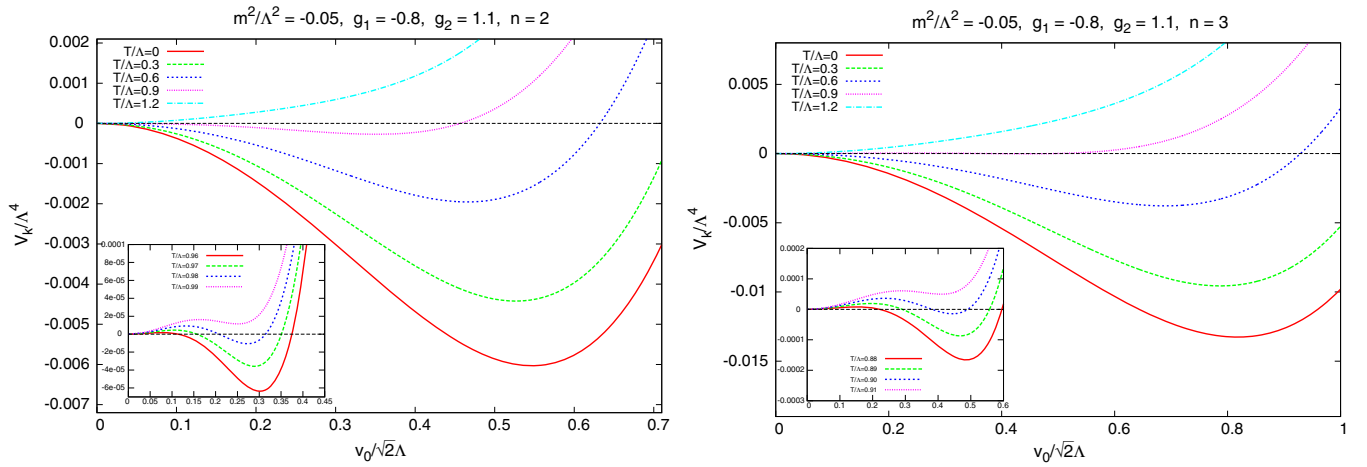 m²/Λ² = -0.05, g₁ = -0.8, g₂ = 1.1, n = 2
0.002
0.001
0
-0.001
-0.002
-0.003
-0.004
-0.005
-0.006
-0.007
Vₖ/Λ⁴
T/Λ=0
T/Λ=0.3
T/Λ=0.6
T/Λ=0.9
T/Λ=1.2
0.0001
8e-05
6e-05
4e-05
2e-05
0
-2e-05
-4e-05
-6e-05
T/Λ=0.96
T/Λ=0.97
T/Λ=0.98
T/Λ=0.99
0 0.05 0.1 0.15 0.2 0.25 0.3 0.35 0.4 0.45
0 0.1 0.2 0.3 0.4 0.5 0.6 0.7
v₀/√2Λ
m²/Λ² = -0.05, g₁ = -0.8, g₂ = 1.1, n = 3
0.005
0
-0.005
-0.01
-0.015
Vₖ/Λ⁴
T/Λ=0
T/Λ=0.3
T/Λ=0.6
T/Λ=0.9
T/Λ=1.2
0.0002
0.0001
0
-0.0001
-0.0002
-0.0003
T/Λ=0.88
T/Λ=0.89
T/Λ=0.90
T/Λ=0.91
0 0.1 0.2 0.3 0.4 0.5 0.6
0 0.2 0.4 0.6 0.8 1
v₀/√2Λ